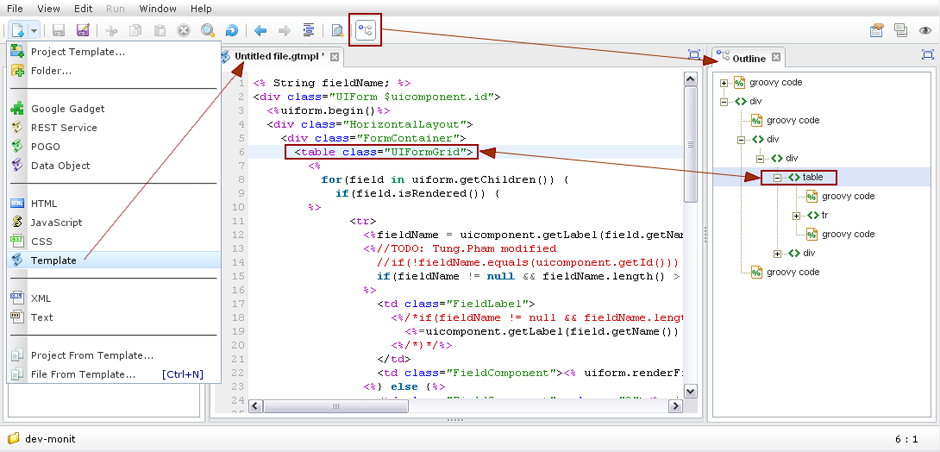 File View Edit Run Window Help
Project Template...
Folder...
Google Gadget
REST Service
POGO
Data Object
HTML
JavaScript
CSS
Template
XML
Text
Project From Template...
File From Template... [Ctrl+N]
Untitled file.gtmpl *
1 <% String fieldName; %>
2 <div class="UIForm $uicomponent.id">
3 <%uiform.begin()%>
4 <div class="HorizontalLayout">
5 <div class="FormContainer">
6 <table class="UIFormGrid">
7 <%
8 for(field in uiform.getChildren()) {
9 if(field.isRendered()) {
10 %>
11 <tr>
12 <%fieldName = uicomponent.getLabel(field.getNam
13 <%//TODO: Tung.Pham modified
14 //if(!fieldName.equals(uicomponent.getId()))
15 if(fieldName != null && fieldName.length() >
16 %>
17 <td class="FieldLabel">
18 <%/*if(fieldName != null && fieldName.leng
19 <%=uicomponent.getLabel(field.getName())
20 <%/*}*/%>
21 </td>
22 <td class="FieldComponent"><% uiform.renderF
23 <%} else {%>
24
Outline
groovy code
div
groovy code
div
div
table
groovy code
tr
groovy code
div
groovy code
dev-monit
6 : 1